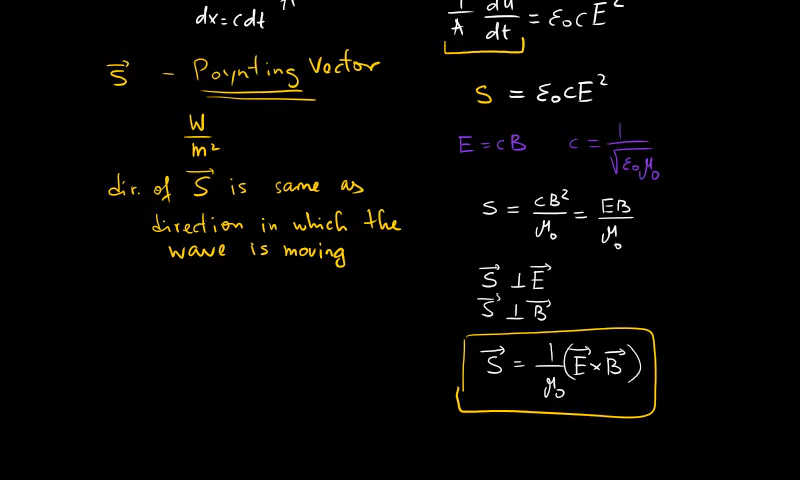 dx=cdt A
S⃗ - Poynting Vector
W/m²
dir. of S⃗ is same as
direction in which the
wave is moving
1/A du/dt = ε₀cE²
S = ε₀cE²
E=cB c=1/√ε₀μ₀
S = cB²/μ₀ = EB/μ₀
S⃗ ⊥ E⃗
S⃗ ⊥ B⃗
S⃗ = 1/μ₀ (E⃗×B⃗)